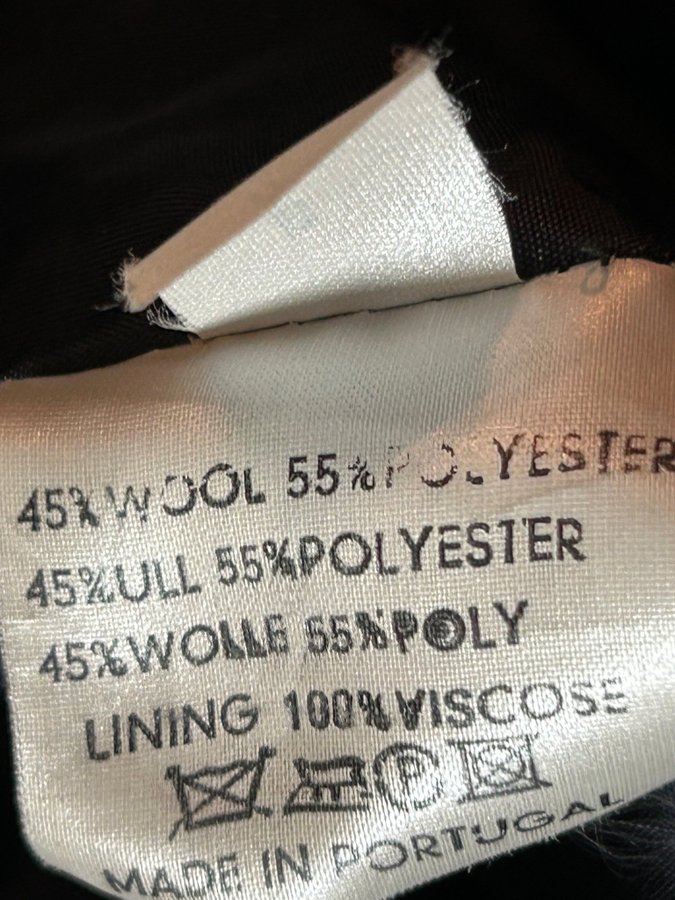 45%WOOL 55%POLYESTER
45%ULL 55%POLYESTER
45%WOLLE 55%POLY
LINING 100%VISCOSE
P
MADE IN PORTUGAL